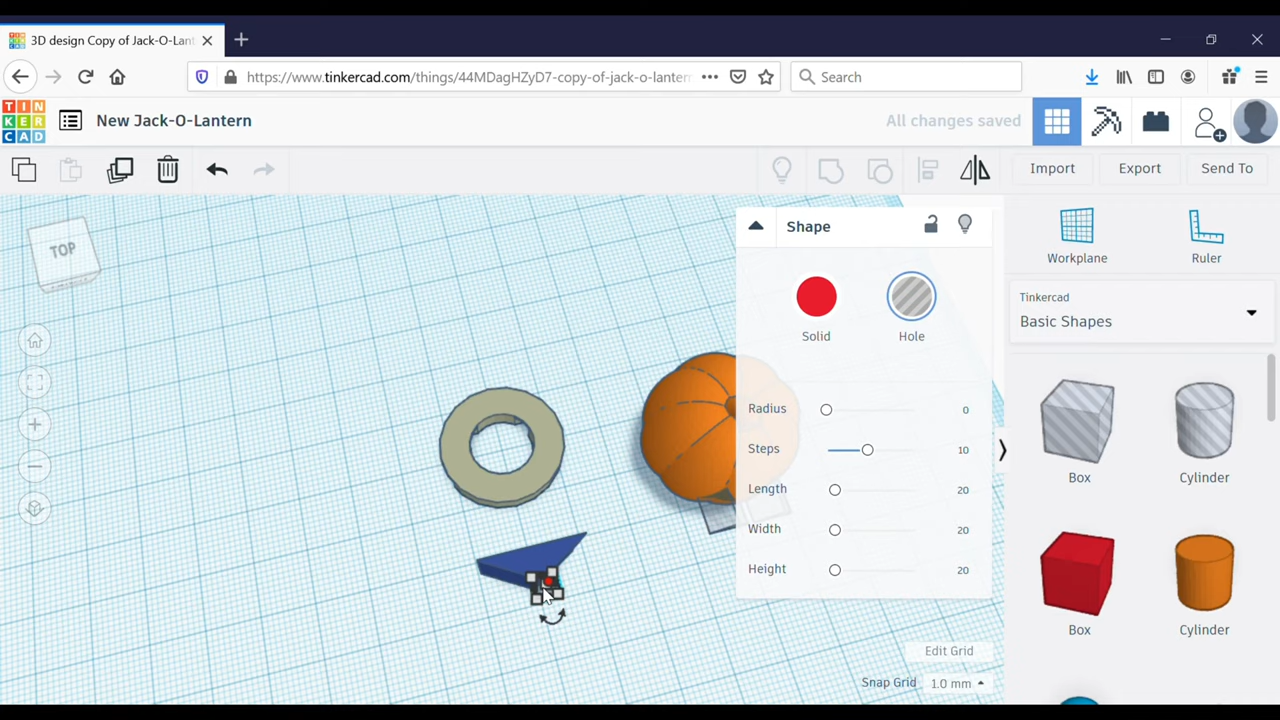 3D design Copy of Jack-O-Lant
https://www.tinkercad.com/things/44MDagHZyD7-copy-of-jack-o-lantern
Search
TIN
KER
CAD
New Jack-O-Lantern
All changes saved
Import
Export
Send To
TOP
Shape
Solid
Hole
Radius
0
Steps
10
Length
20
Width
20
Height
20
Workplane
Ruler
Tinkercad
Basic Shapes
Box
Cylinder
Box
Cylinder
Edit Grid
Snap Grid 1.0 mm